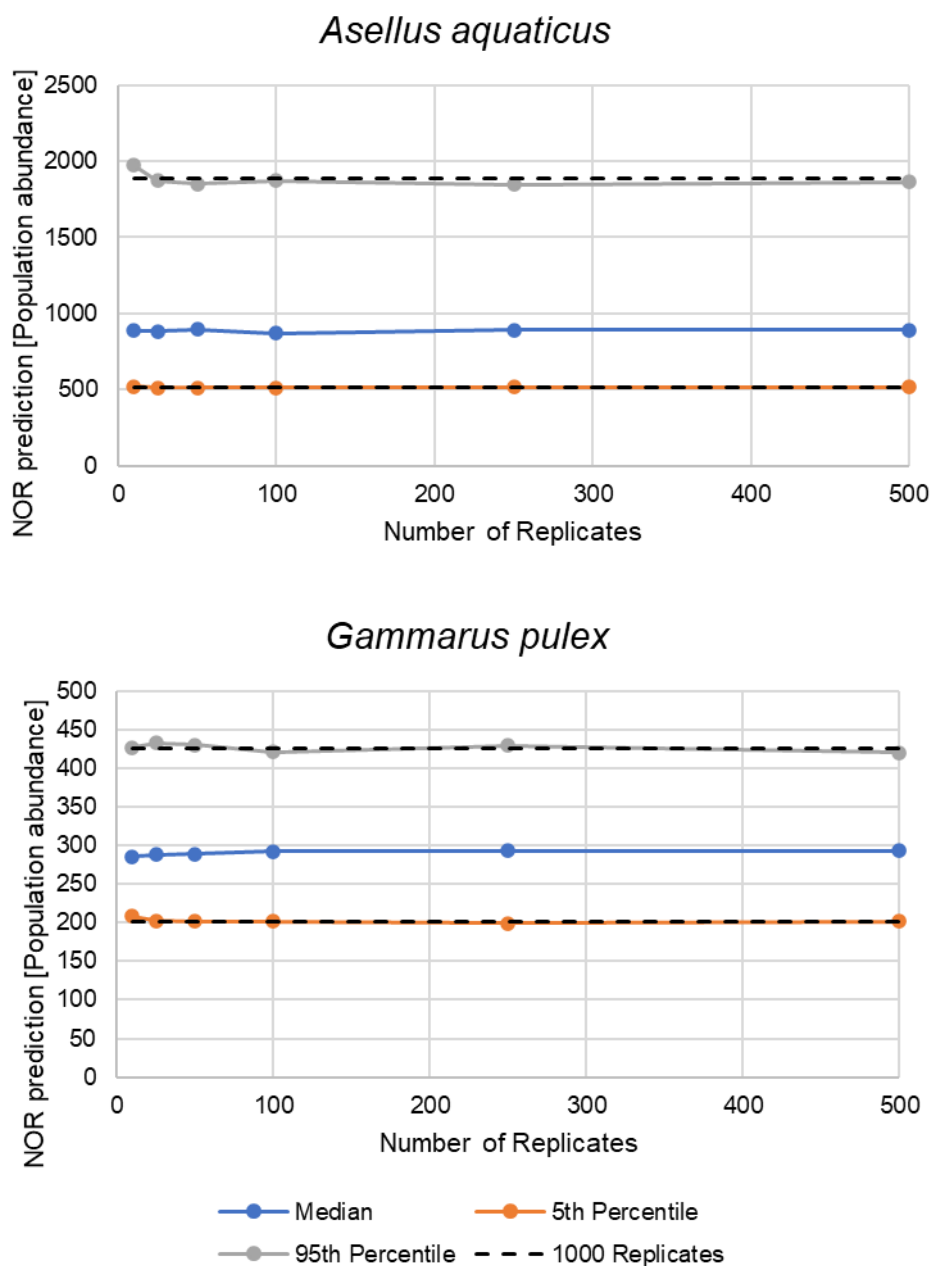 Asellus aquaticus
NOR prediction [Population abundance]
2500
2000
1500
1000
500
0
0 100 200 300 400 500
Number of Replicates
Gammarus pulex
NOR prediction [Population abundance]
500
450
400
350
300
250
200
150
100
50
0
0 100 200 300 400 500
Number of Replicates
Median 5th Percentile
95th Percentile 1000 Replicates